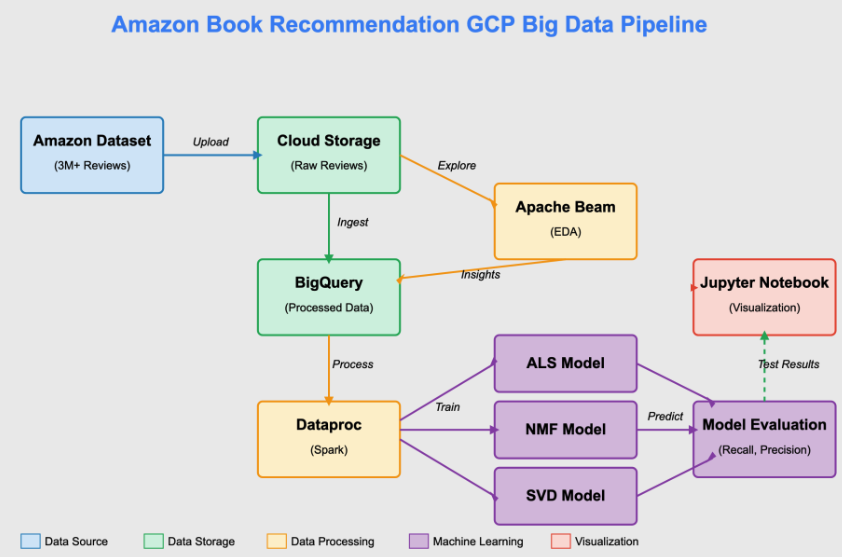 Amazon Book Recommendation GCP Big Data Pipeline
Amazon Dataset
(3M+ Reviews)
Upload
Cloud Storage
(Raw Reviews)
Explore
Apache Beam
(EDA)
Ingest
Insights
BigQuery
(Processed Data)
Jupyter Notebook
(Visualization)
Process
Test Results
ALS Model
Dataproc
(Spark)
Train
NMF Model
Predict
Model Evaluation
(Recall, Precision)
SVD Model
Data Source
Data Storage
Data Processing
Machine Learning
Visualization